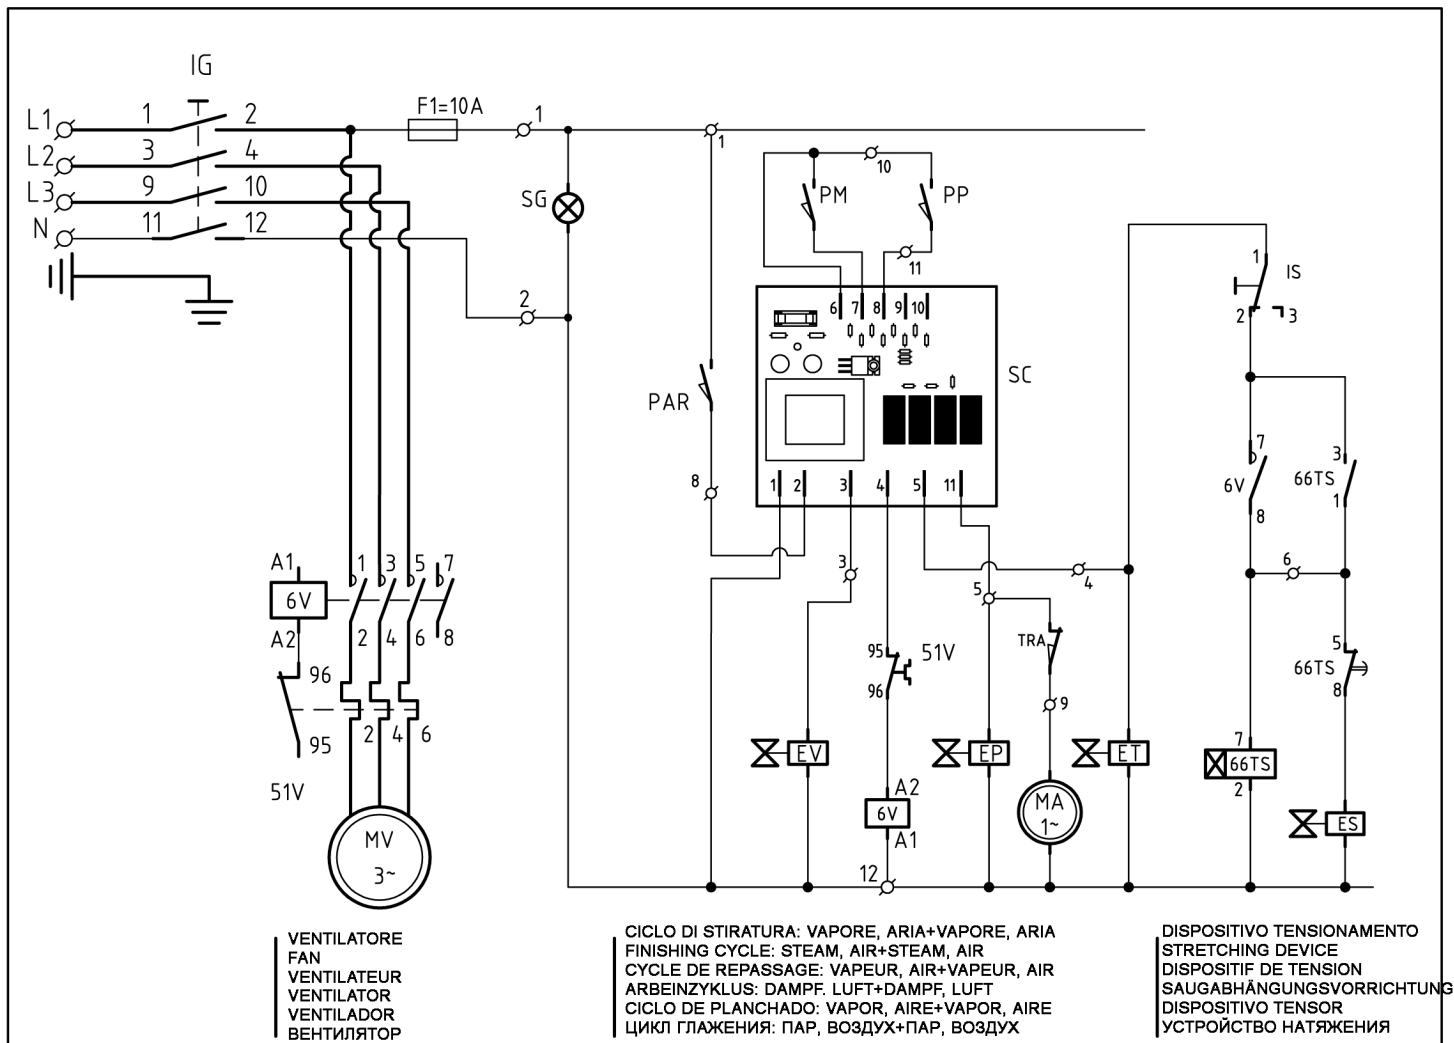 IG
L1 1 2 F1=10A 1
1
L2 3 4
10
L3 9 10 SG PM PP
N 11 12
11
1 IS
2
6 7 8 9 10
2 3
SC
PAR
7 3
8 6V 66TS
1 2 3 4 5 11
8 1
A1 1 3 5 7 3 4 6
6V 5
A2 2 4 6 8
TRA
95 51V 5
96 96 66TS
8
9
95 2 4 6
EV EP ET 7
66TS
51V A2 2
6V MA
1~
ES
MV A1
3~ 12
VENTILATORE
FAN
VENTILATEUR
VENTILATOR
VENTILADOR
ВЕНТИЛЯТОР
CICLO DI STIRATURA: VAPORE, ARIA+VAPORE, ARIA
FINISHING CYCLE: STEAM, AIR+STEAM, AIR
CYCLE DE REPASSAGE: VAPEUR, AIR+VAPEUR, AIR
ARBEINZYKLUS: DAMPF. LUFT+DAMPF, LUFT
CICLO DE PLANCHADO: VAPOR, AIRE+VAPOR, AIRE
ЦИКЛ ГЛАЖЕНИЯ: ПАР, ВОЗДУХ+ПАР, ВОЗДУХ
DISPOSITIVO TENSIONAMENTO
STRETCHING DEVICE
DISPOSITIF DE TENSION
SAUGABHÄNGUNGSVORRICHTUNG
DISPOSITIVO TENSOR
УСТРОЙСТВО НАТЯЖЕНИЯ